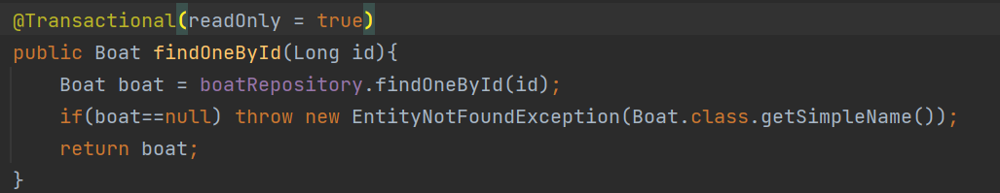 @Transactional(readOnly = true)
public Boat findOneById(Long id){
Boat boat = boatRepository.findOneById(id);
if(boat==null) throw new EntityNotFoundException(Boat.class.getSimpleName());
return boat;
}